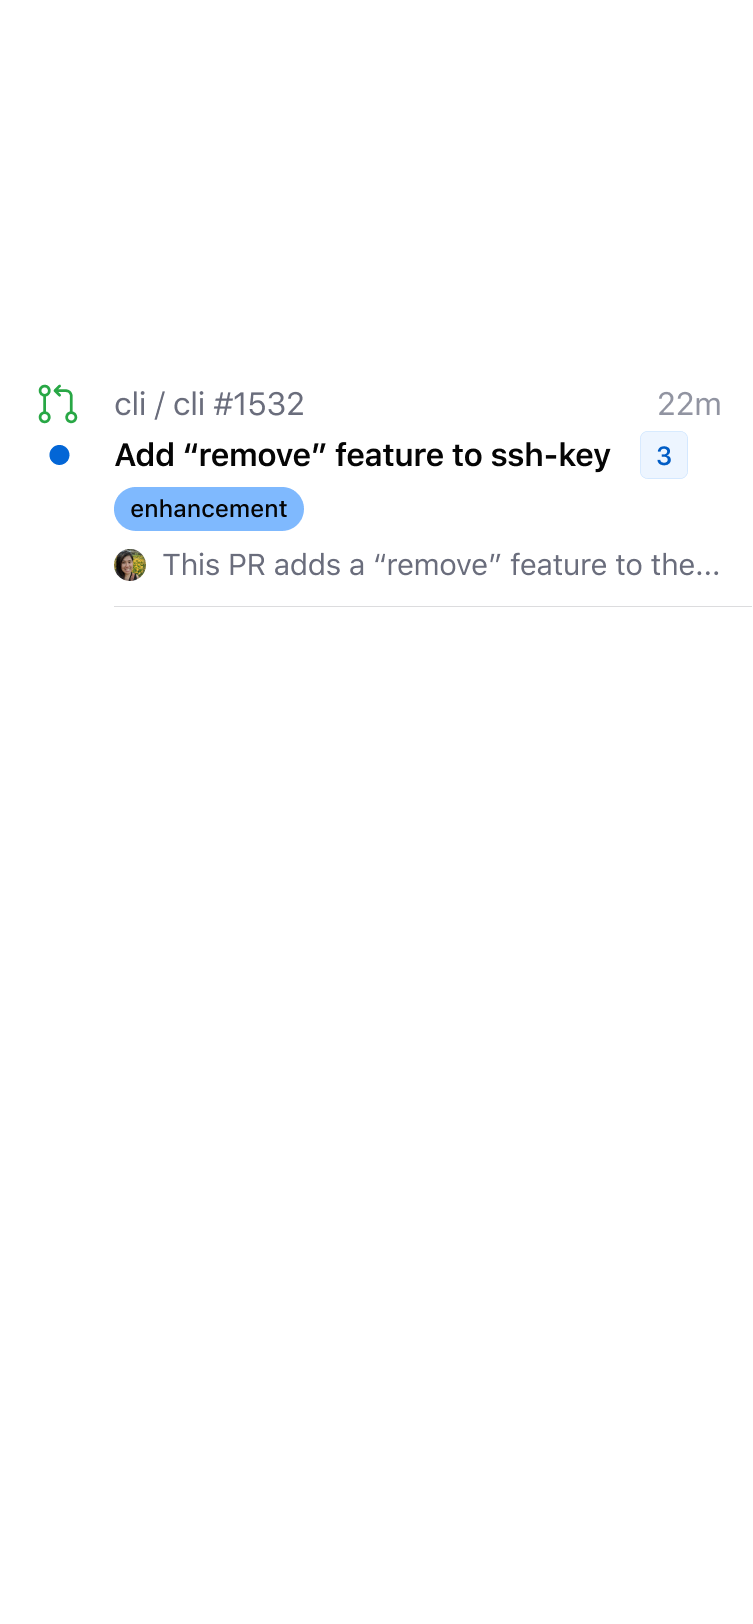 cli / cli #1532 22m
Add “remove” feature to ssh-key 3
enhancement
This PR adds a “remove” feature to the...